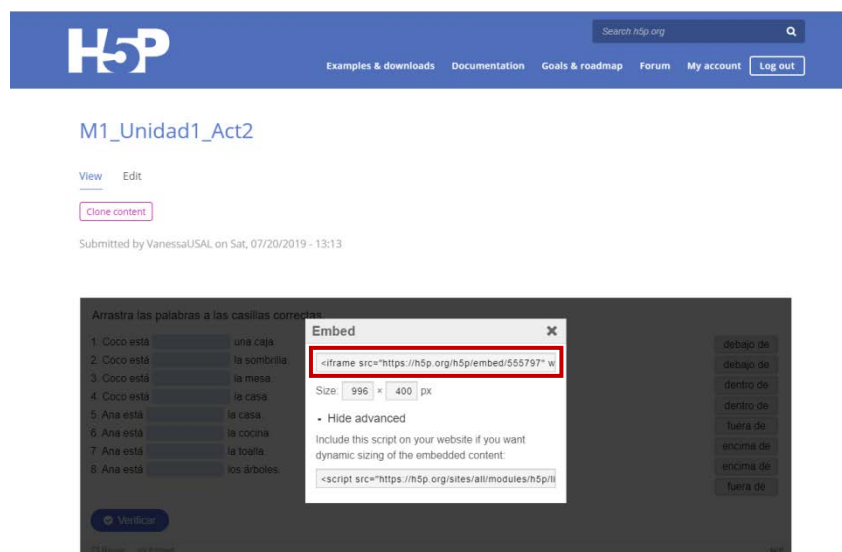 H5P
Search h5p org
Examples & downloads Documentation Goals & roadmap Forum My account Log out
M1_Unidad1_Act2
View Edit
Clone content
Submitted by VanessaUSAL on Sat, 07/20/2019 - 13:13
Arrastra las palabras a las casillas correctas.
1. Coco está una caja.
2. Coco está la sombrilla.
3. Coco está la mesa.
4. Coco está la casa.
5. Ana está la casa.
6. Ana está la cocina.
7. Ana está la toalla.
8. Ana está los árboles.
Verificar
Embed
<iframe src="https://h5p.org/h5p/embed/555797" w
Size: 996 × 400 px
Hide advanced
Include this script on your website if you want
dynamic sizing of the embedded content:
<script src="https://h5p.org/sites/all/modules/h5p/li
debajo de
debajo de
dentro de
dentro de
fuera de
encima de
encima de
fuera de